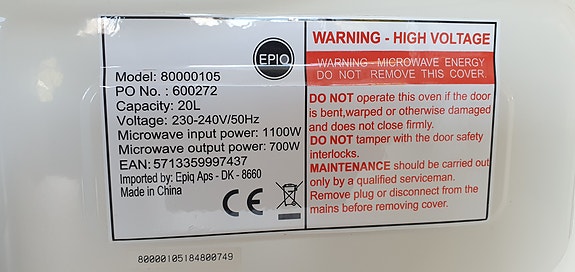 EPIQ
Model: 80000105
PO No. : 600272
Capacity: 20L
Voltage: 230-240V/50Hz
Microwave input power: 1100W
Microwave output power: 700W
EAN: 5713359997437
Imported by: Epiq Aps - DK - 8660
Made in China
CE
WARNING - HIGH VOLTAGE
WARNING - MICROWAVE ENERGY
DO NOT REMOVE THIS COVER.
DO NOT operate this oven if the door
is bent,warped or otherwise damaged
and does not close firmly.
DO NOT tamper with the door safety
interlocks.
MAINTENANCE should be carried out
only by a qualified serviceman.
Remove plug or disconnect from the
mains before removing cover.
80000105184800749